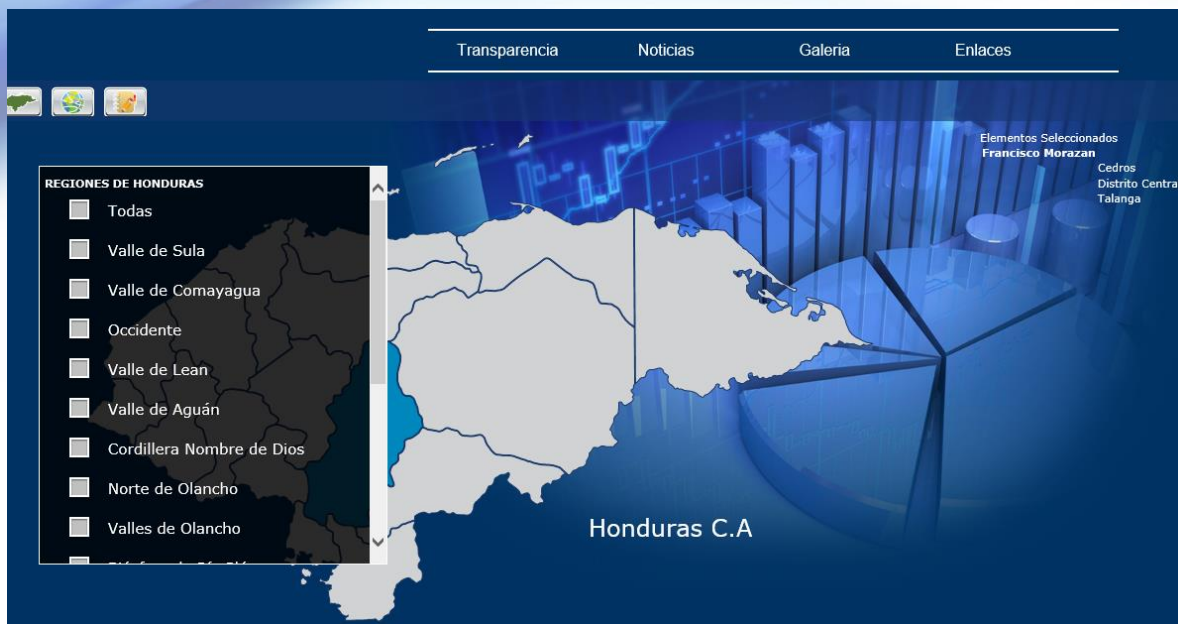 Transparencia Noticias Galeria Enlaces
Elementos Seleccionados
Francisco Morazan
Cedros
Distrito Centra
Talanga
REGIONES DE HONDURAS
Todas
Valle de Sula
Valle de Comayagua
Occidente
Valle de Lean
Valle de Aguán
Cordillera Nombre de Dios
Norte de Olancho
Valles de Olancho
Honduras C.A